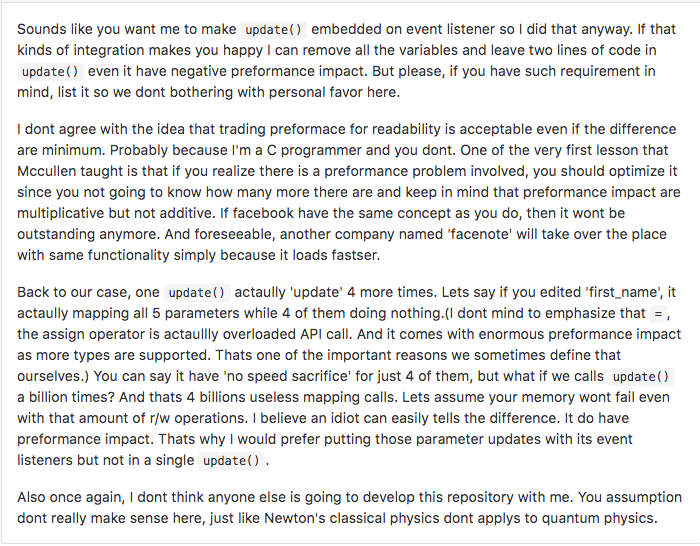 Sounds like you want me to make update() embedded on event listener so I did that anyway. If that
kinds of integration makes you happy I can remove all the variables and leave two lines of code in
update() even it have negative preformance impact. But please, if you have such requirement in
mind, list it so we dont bothering with personal favor here.
I dont agree with the idea that trading preformace for readability is acceptable even if the difference
are minimum. Probably because I'm a C programmer and you dont. One of the very first lesson that
Mccullen taught is that if you realize there is a preformance problem involved, you should optimize it
since you not going to know how many more there are and keep in mind that preformance impact are
multiplicative but not additive. If facebook have the same concept as you do, then it wont be
outstanding anymore. And foreseeable, another company named 'facenote' will take over the place
with same functionality simply because it loads fastser.
Back to our case, one update() actaully 'update' 4 more times. Lets say if you edited 'first_name', it
actaully mapping all 5 parameters while 4 of them doing nothing.(I dont mind to emphasize that = ,
the assign operator is actaullly overloaded API call. And it comes with enormous preformance impact
as more types are supported. Thats one of the important reasons we sometimes define that
ourselves.) You can say it have 'no speed sacrifice' for just 4 of them, but what if we calls update()
a billion times? And thats 4 billions useless mapping calls. Lets assume your memory wont fail even
with that amount of r/w operations. I believe an idiot can easily tells the difference. It do have
preformance impact. Thats why I would prefer putting those parameter updates with its event
listeners but not in a single update() .
Also once again, I dont think anyone else is going to develop this repository with me. You assumption
dont really make sense here, just like Newton's classical physics dont applys to quantum physics.